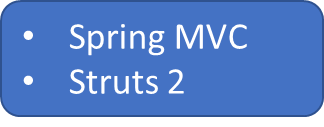 • Spring MVC
• Struts 2